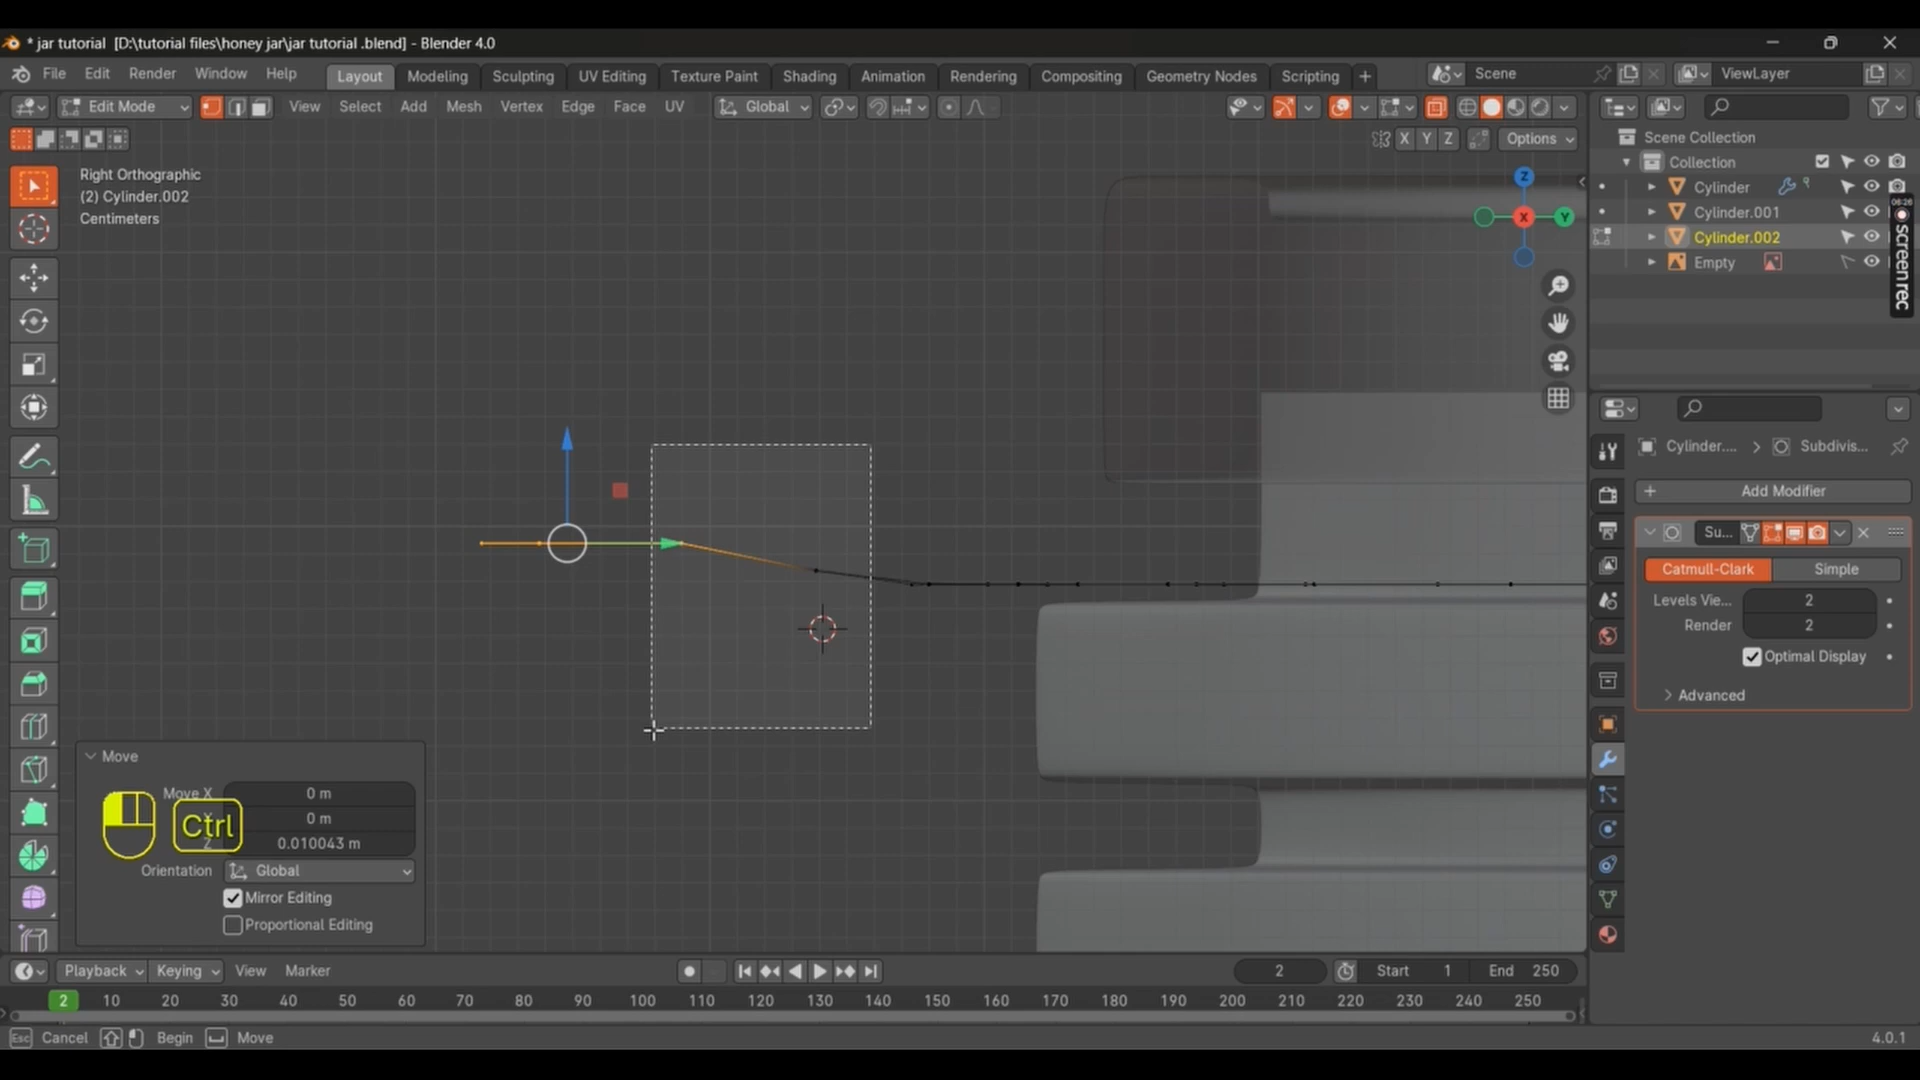 * jar tutorial [D:\tutorial files\honey jar\jar tutorial .blend] - Blender 4.0
File Edit Render Window Help Layout Modeling Sculpting UV Editing Texture Paint Shading Animation Rendering Compositing Geometry Nodes Scripting + Scene ViewLayer
Edit Mode View Select Add Mesh Vertex Edge Face UV Global
X Y Z Options
Right Orthographic
(2) Cylinder.002
Centimeters
Z
X
Y
Scene Collection
Collection
Cylinder
Cylinder.001
Cylinder.002
Empty
06:26
screenrec
Cylinder.... > Subdivis...
+ Add Modifier
Su...
Catmull-Clark Simple
Levels Vie... 2
Render 2
Optimal Display
Advanced
Move
Move X 0 m
0 m
Z 0.010043 m
Ctrl
Orientation Global
Mirror Editing
Proportional Editing
Playback Keying View Marker 2 Start 1 End 250
2 10 20 30 40 50 60 70 80 90 100 110 120 130 140 150 160 170 180 190 200 210 220 230 240 250
Esc Cancel Begin Move 4.0.1